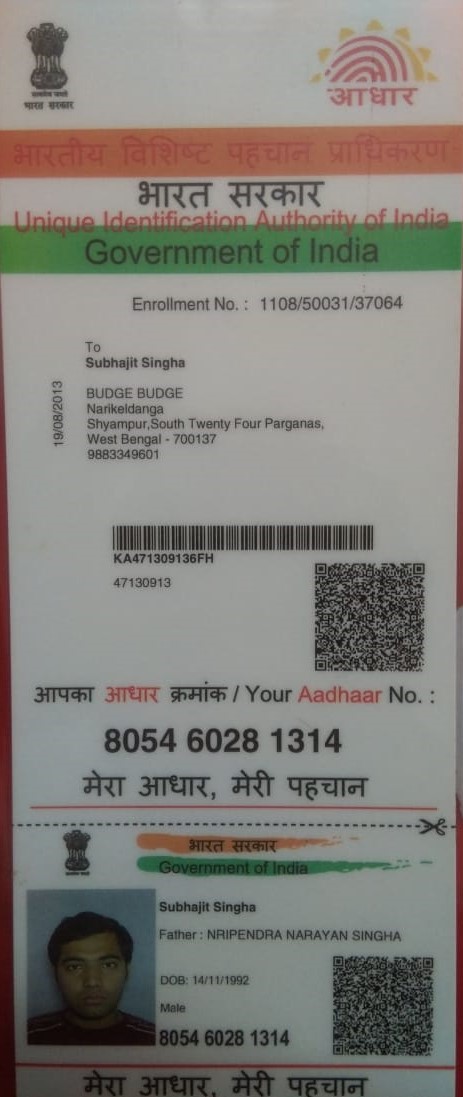 सत्यमेव जयते
भारत सरकार
आधार
भारतीय विशिष्ट पहचान प्राधिकरण
भारत सरकार
Unique Identification Authority of India
Government of India
Enrollment No. : 1108/50031/37064
To
Subhajit Singha
19/08/2013
BUDGE BUDGE
Narikeldanga
Shyampur,South Twenty Four Parganas,
West Bengal - 700137
9883349601
KA471309136FH
47130913
आपका आधार क्रमांक / Your Aadhaar No. :
8054 6028 1314
मेरा आधार, मेरी पहचान
भारत सरकार
Government of India
Subhajit Singha
Father : NRIPENDRA NARAYAN SINGHA
DOB: 14/11/1992
Male
8054 6028 1314
मेरा आधार, मेरी पहचान